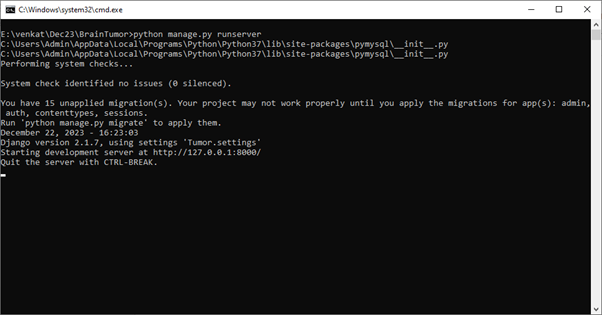 C:\Windows\system32\cmd.exe
E:\venkat\Dec23\BrainTumor>python manage.py runserver
C:\Users\Admin\AppData\Local\Programs\Python\Python37\lib\site-packages\pymysql\__init__.py
C:\Users\Admin\AppData\Local\Programs\Python\Python37\lib\site-packages\pymysql\__init__.py
Performing system checks...
System check identified no issues (0 silenced).
You have 15 unapplied migration(s). Your project may not work properly until you apply the migrations for app(s): admin,
 auth, contenttypes, sessions.
Run 'python manage.py migrate' to apply them.
December 22, 2023 - 16:23:03
Django version 2.1.7, using settings 'Tumor.settings'
Starting development server at http://127.0.0.1:8000/
Quit the server with CTRL-BREAK.